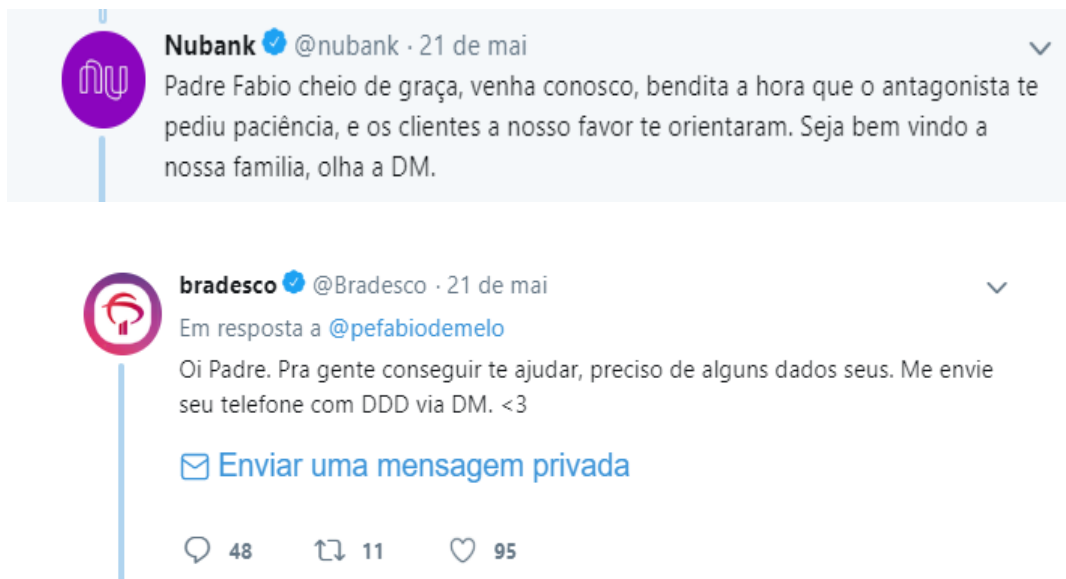 Nubank @nubank · 21 de mai
Padre Fabio cheio de graça, venha conosco, bendita a hora que o antagonista te
pediu paciência, e os clientes a nosso favor te orientaram. Seja bem vindo a
nossa familia, olha a DM.
nu
bradesco @Bradesco · 21 de mai
Em resposta a @pefabiodemelo
Oi Padre. Pra gente conseguir te ajudar, preciso de alguns dados seus. Me envie
seu telefone com DDD via DM. <3
Enviar uma mensagem privada
48 11 95